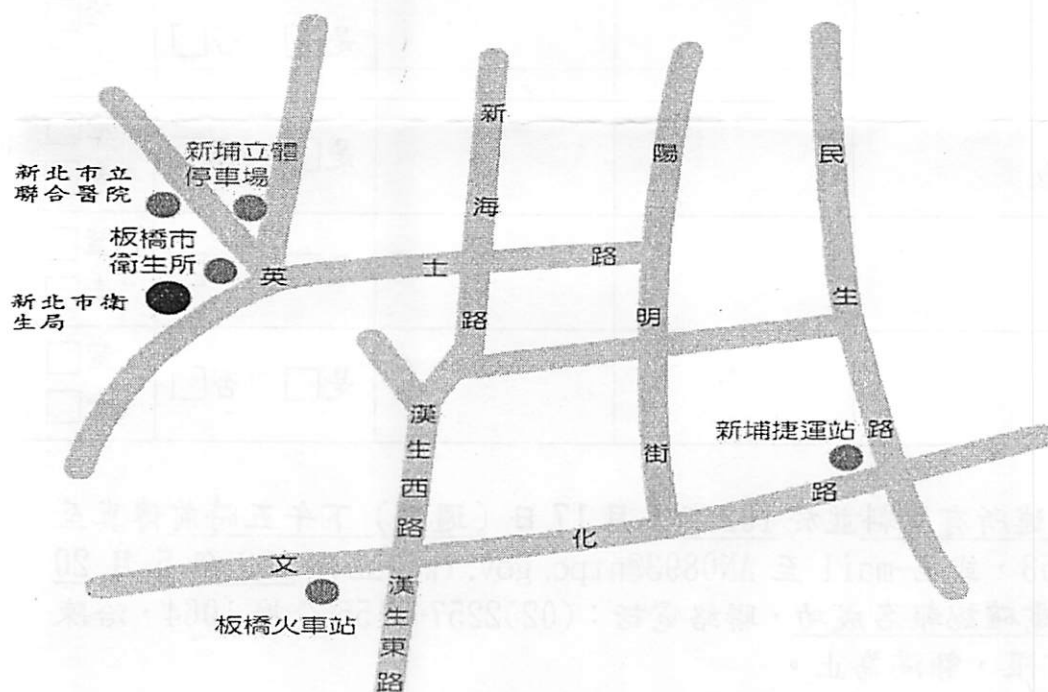 新北市立
聯合醫院
新埔立體
停車場
板橋市
衛生所
新北市衛
生局
英士路
新海路
陽明街
民生路
漢生西路
漢生東路
文化路
新埔捷運站
板橋火車站